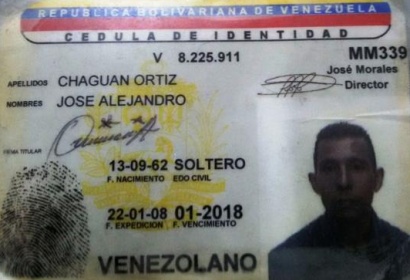 REPUBLICA BOLIVARIANA DE VENEZUELA
CEDULA DE IDENTIDAD
V 8.225.911
MM339
José Morales
Director
APELLIDOS CHAGUAN ORTIZ
NOMBRES JOSE ALEJANDRO
FIRMA TITULAR
13-09-62 SOLTERO
F. NACIMIENTO EDO CIVIL
22-01-08 01-2018
F. EXPEDICION F. VENCIMIENTO
VENEZOLANO